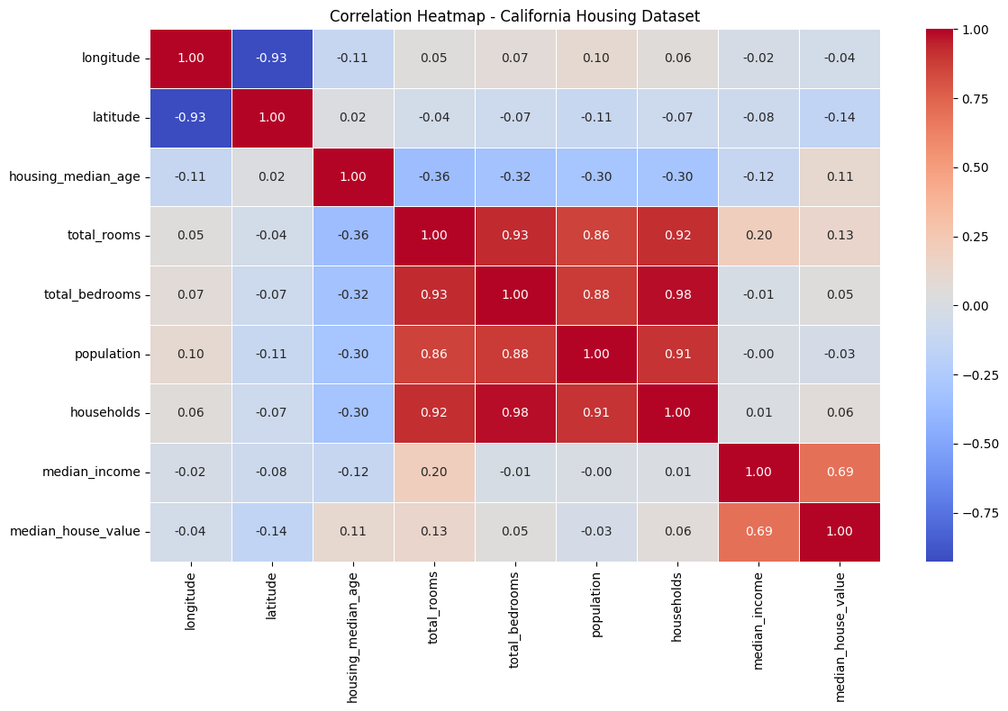 Correlation Heatmap - California Housing Dataset
longitude 1.00 -0.93 -0.11 0.05 0.07 0.10 0.06 -0.02 -0.04
latitude -0.93 1.00 0.02 -0.04 -0.07 -0.11 -0.07 -0.08 -0.14
housing_median_age -0.11 0.02 1.00 -0.36 -0.32 -0.30 -0.30 -0.12 0.11
total_rooms 0.05 -0.04 -0.36 1.00 0.93 0.86 0.92 0.20 0.13
total_bedrooms 0.07 -0.07 -0.32 0.93 1.00 0.88 0.98 -0.01 0.05
population 0.10 -0.11 -0.30 0.86 0.88 1.00 0.91 -0.00 -0.03
households 0.06 -0.07 -0.30 0.92 0.98 0.91 1.00 0.01 0.06
median_income -0.02 -0.08 -0.12 0.20 -0.01 -0.00 0.01 1.00 0.69
median_house_value -0.04 -0.14 0.11 0.13 0.05 -0.03 0.06 0.69 1.00
longitude
latitude
housing_median_age
total_rooms
total_bedrooms
population
households
median_income
median_house_value
1.00
0.75
0.50
0.25
0.00
−0.25
−0.50
−0.75